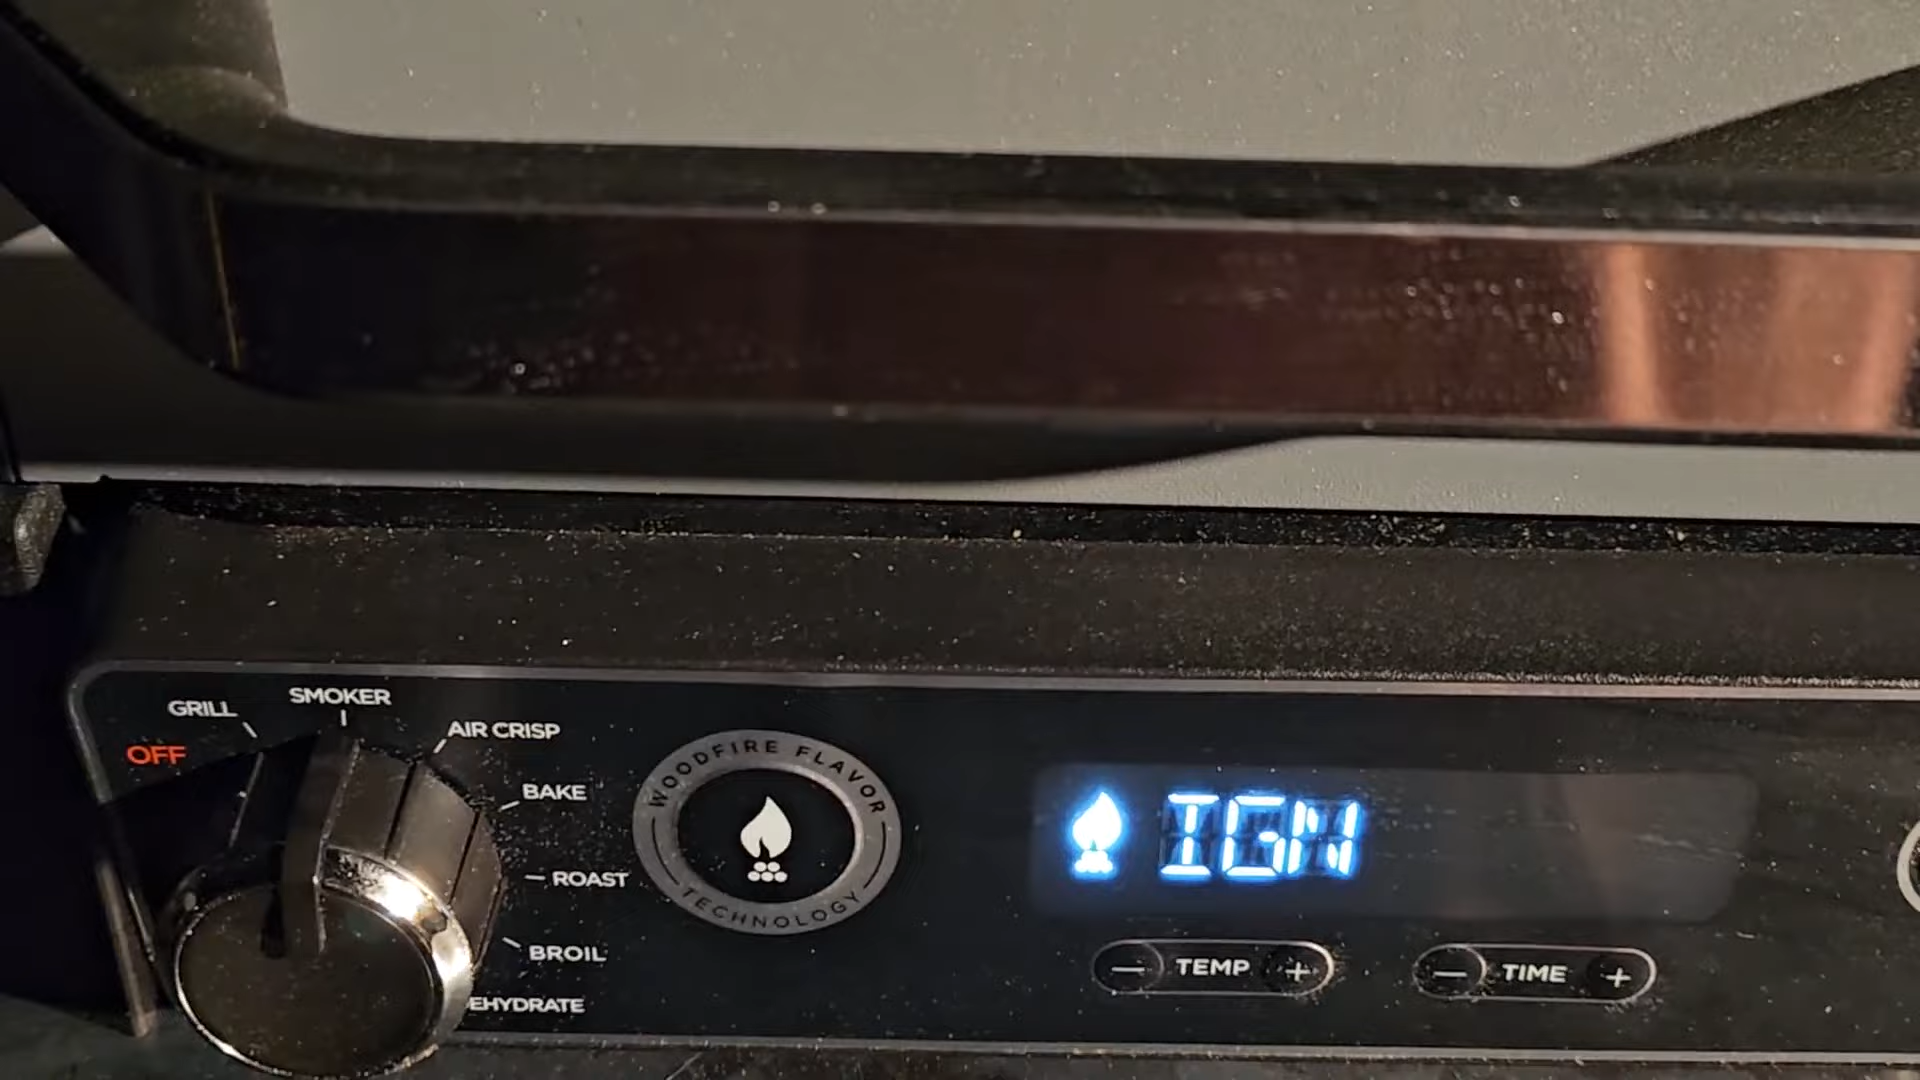 GRILL
SMOKER
AIR CRISP
OFF
BAKE
ROAST
BROIL
EHYDRATE
WOODFIRE FLAVOR
TECHNOLOGY
IGN
− TEMP +
− TIME +